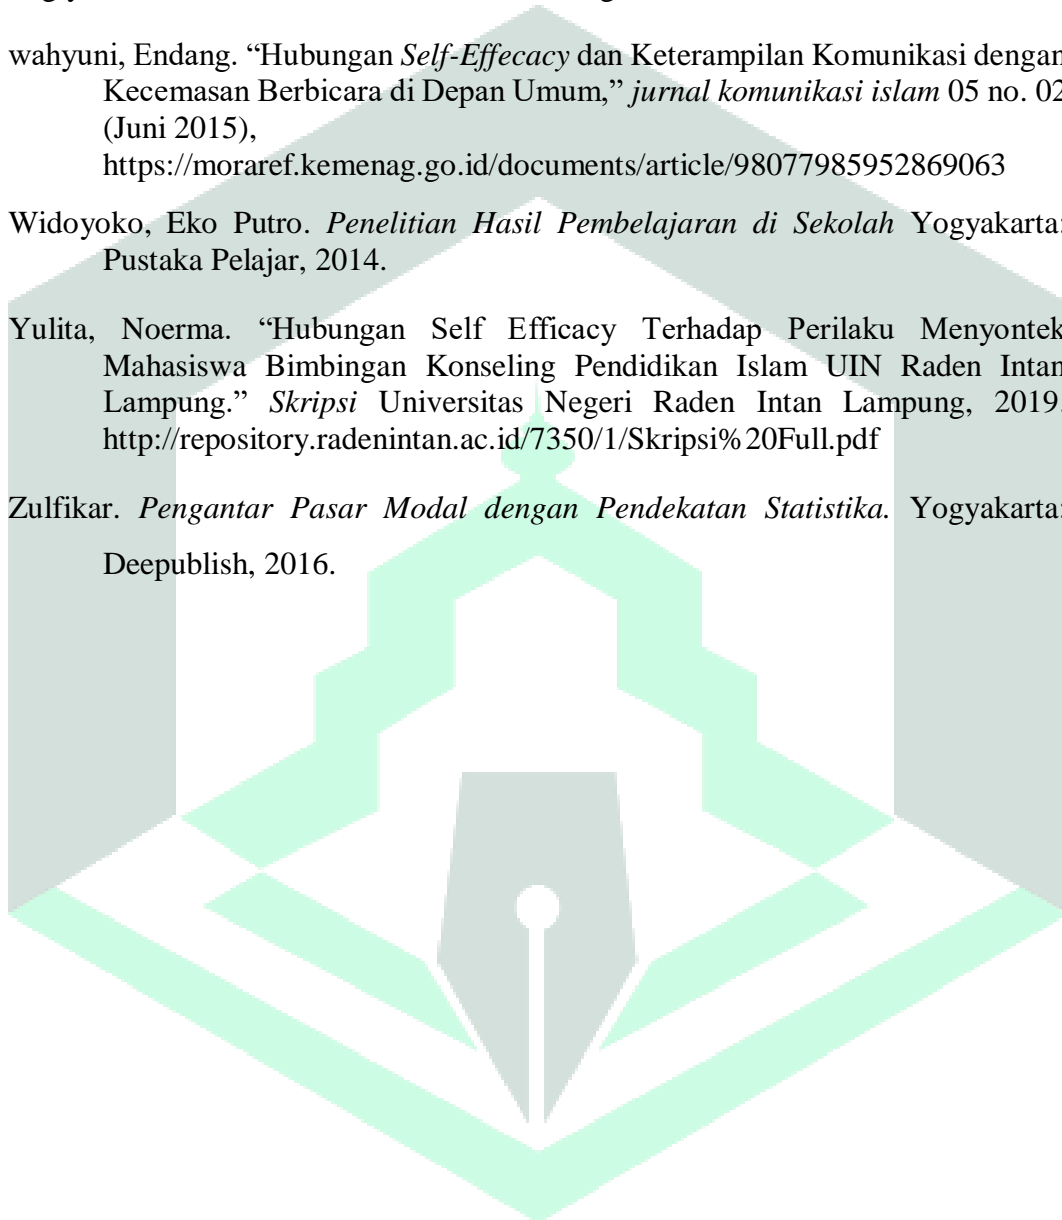 wahyuni, Endang. “Hubungan Self-Effecacy dan Keterampilan Komunikasi dengan
Kecemasan Berbicara di Depan Umum,” jurnal komunikasi islam 05 no. 02
(Juni 2015),
https://moraref.kemenag.go.id/documents/article/98077985952869063
Widoyoko, Eko Putro. Penelitian Hasil Pembelajaran di Sekolah Yogyakarta:
Pustaka Pelajar, 2014.
Yulita, Noerma. “Hubungan Self Efficacy Terhadap Perilaku Menyontek
Mahasiswa Bimbingan Konseling Pendidikan Islam UIN Raden Intan
Lampung.” Skripsi Universitas Negeri Raden Intan Lampung, 2019.
http://repository.radenintan.ac.id/7350/1/Skripsi%20Full.pdf
Zulfikar. Pengantar Pasar Modal dengan Pendekatan Statistika. Yogyakarta:
Deepublish, 2016.